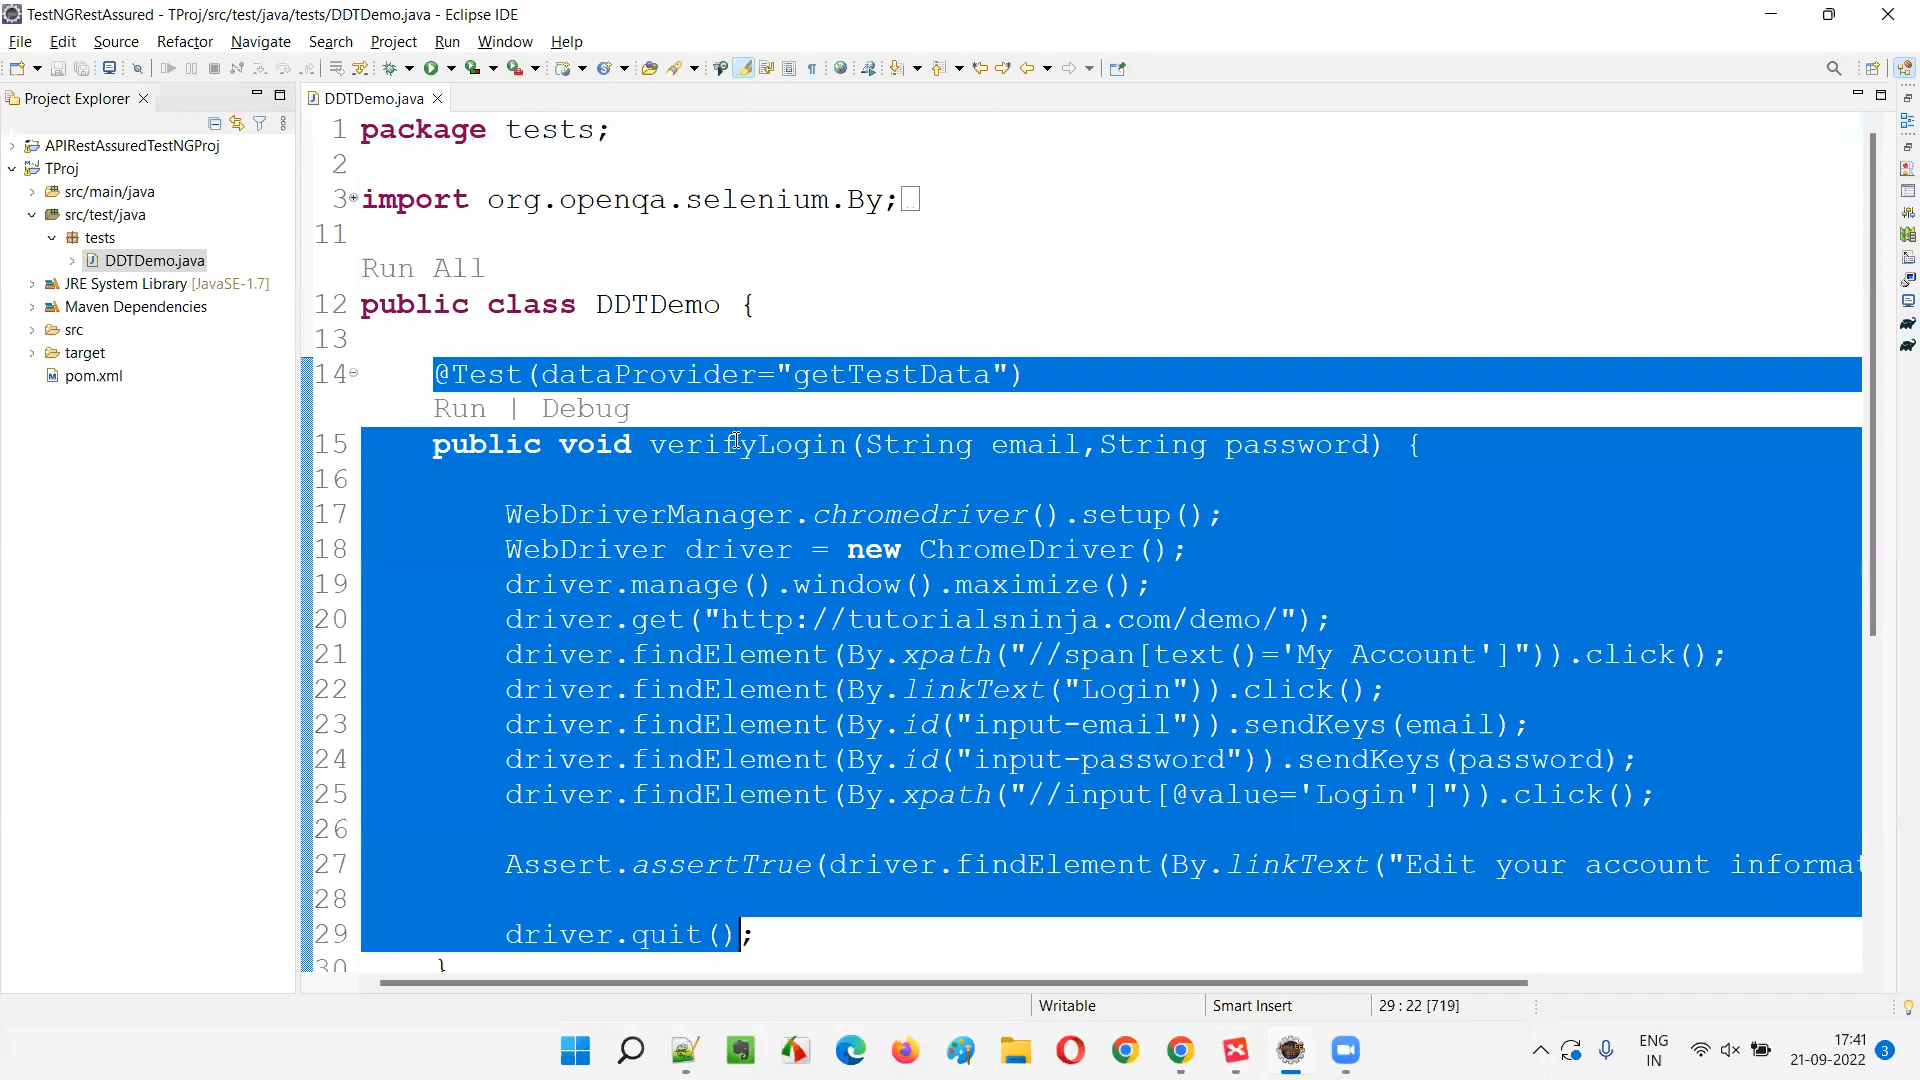 TestNGRestAssured - TProj/src/test/java/tests/DDTDemo.java - Eclipse IDE
File Edit Source Refactor Navigate Search Project Run Window Help
Project Explorer
DDTDemo.java
APIRestAssuredTestNGProj
TProj
src/main/java
src/test/java
tests
DDTDemo.java
JRE System Library [JavaSE-1.7]
Maven Dependencies
src
target
pom.xml
1 package tests;
2
3 import org.openqa.selenium.By;
11
Run All
12 public class DDTDemo {
13
14 @Test(dataProvider="getTestData")
Run | Debug
15 public void verifyLogin(String email,String password) {
16
17 WebDriverManager.chromedriver().setup();
18 WebDriver driver = new ChromeDriver();
19 driver.manage().window().maximize();
20 driver.get("http://tutorialsninja.com/demo/");
21 driver.findElement(By.xpath("//span[text()='My Account']")).click();
22 driver.findElement(By.linkText("Login")).click();
23 driver.findElement(By.id("input-email")).sendKeys(email);
24 driver.findElement(By.id("input-password")).sendKeys(password);
25 driver.findElement(By.xpath("//input[@value='Login']")).click();
26
27 Assert.assertTrue(driver.findElement(By.linkText("Edit your account informat
28
29 driver.quit();
30 }
Writable Smart Insert 29 : 22 [719]
ENG
IN
17:41
21-09-2022
3